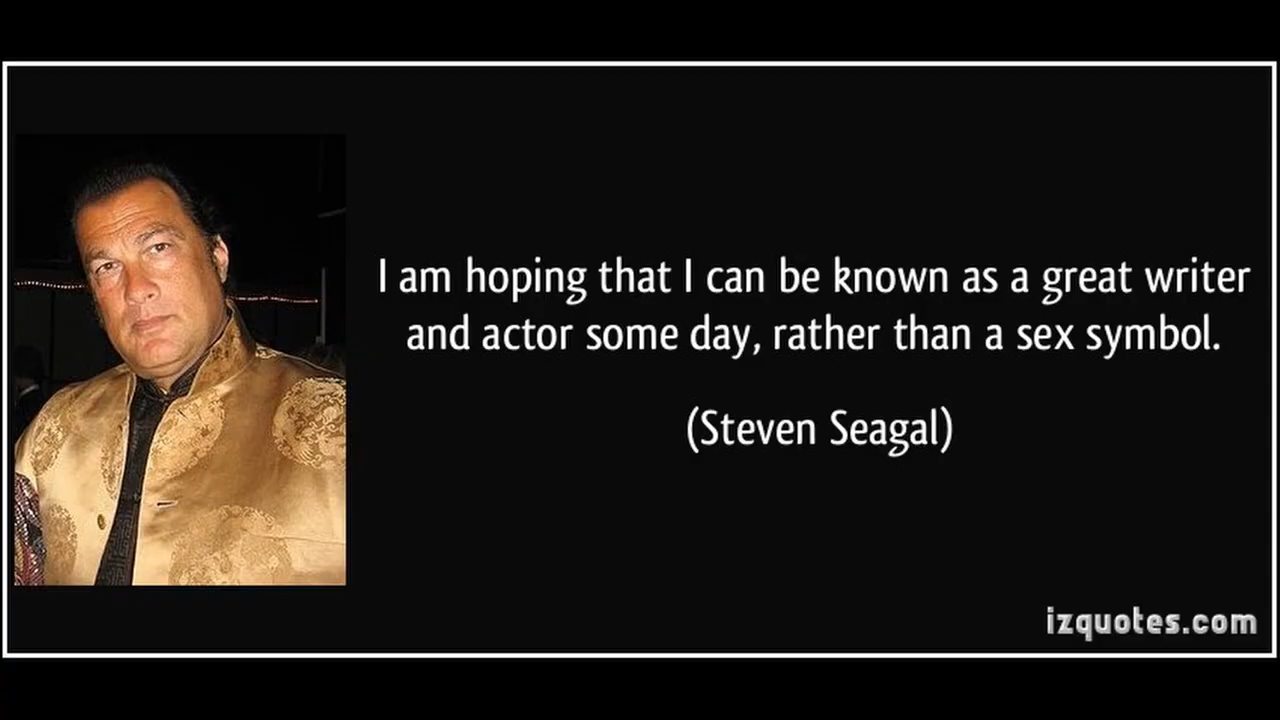 I am hoping that I can be known as a great writer
and actor some day, rather than a sex symbol.
(Steven Seagal)
izquotes.com